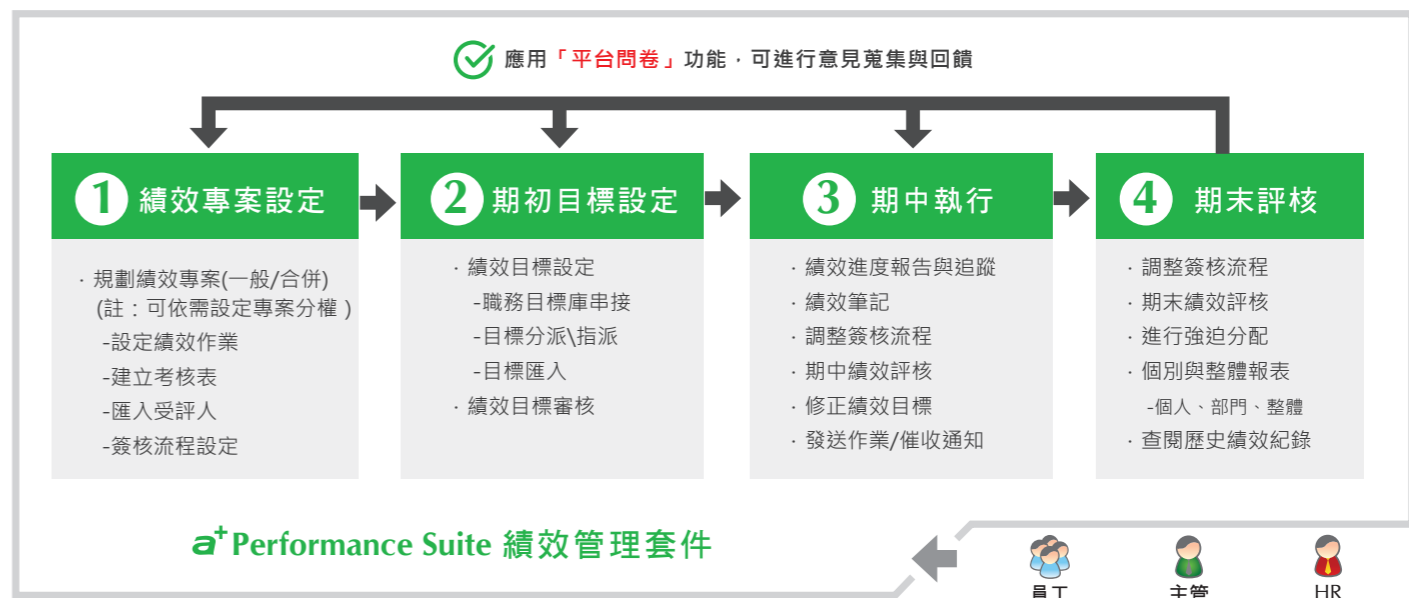 應用「平台問卷」功能，可進行意見蒐集與回饋
1 績效專案設定
· 規劃績效專案(一般/合併)
(註：可依需設定專案分權 )
-設定績效作業
-建立考核表
-匯入受評人
-簽核流程設定
2 期初目標設定
· 績效目標設定
-職務目標庫串接
-目標分派\指派
-目標匯入
· 績效目標審核
3 期中執行
· 績效進度報告與追蹤
· 績效筆記
· 調整簽核流程
· 期中績效評核
· 修正績效目標
· 發送作業/催收通知
4 期末評核
· 調整簽核流程
· 期末績效評核
· 進行強迫分配
· 個別與整體報表
-個人、部門、整體
· 查閱歷史績效紀錄
a+ Performance Suite 績效管理套件
員工
主管
HR